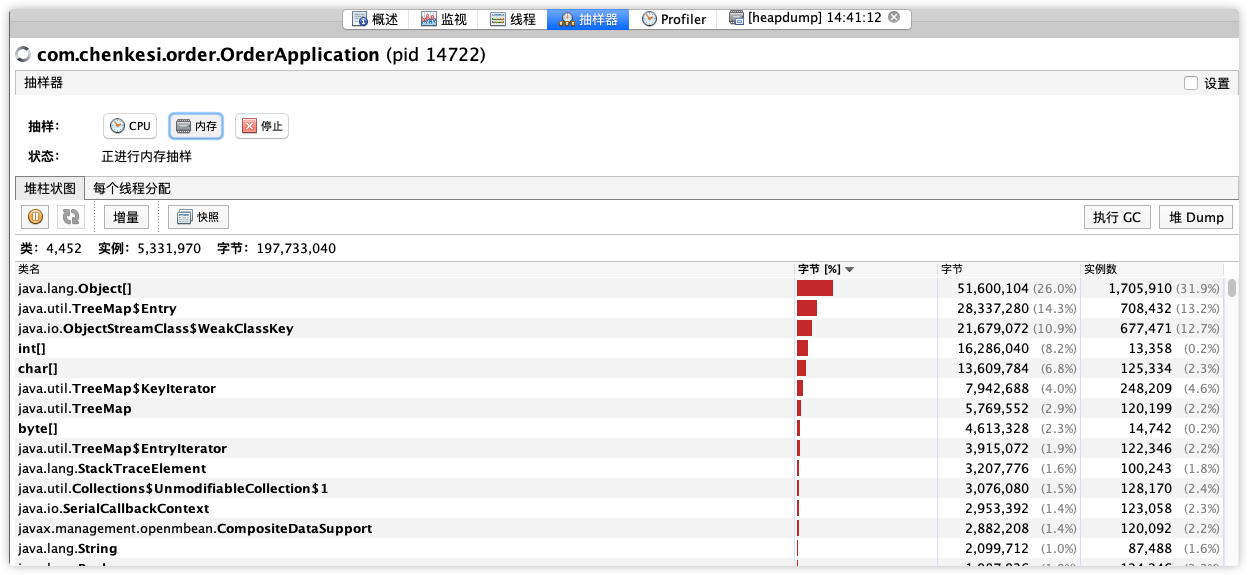 概述 监视 线程 抽样器 Profiler [heapdump] 14:41:12
com.chenkesi.order.OrderApplication (pid 14722)
抽样器 设置
抽样： CPU 内存 停止
状态： 正进行内存抽样
堆柱状图 每个线程分配
增量 快照 执行 GC 堆 Dump
类： 4,452 实例： 5,331,970 字节： 197,733,040
类名 字节 [%] 字节 实例数
java.lang.Object[] 51,600,104 (26.0%) 1,705,910 (31.9%)
java.util.TreeMap$Entry 28,337,280 (14.3%) 708,432 (13.2%)
java.io.ObjectStreamClass$WeakClassKey 21,679,072 (10.9%) 677,471 (12.7%)
int[] 16,286,040 (8.2%) 13,358 (0.2%)
char[] 13,609,784 (6.8%) 125,334 (2.3%)
java.util.TreeMap$KeyIterator 7,942,688 (4.0%) 248,209 (4.6%)
java.util.TreeMap 5,769,552 (2.9%) 120,199 (2.2%)
byte[] 4,613,328 (2.3%) 14,742 (0.2%)
java.util.TreeMap$EntryIterator 3,915,072 (1.9%) 122,346 (2.2%)
java.lang.StackTraceElement 3,207,776 (1.6%) 100,243 (1.8%)
java.util.Collections$UnmodifiableCollection$1 3,076,080 (1.5%) 128,170 (2.4%)
java.io.SerialCallbackContext 2,953,392 (1.4%) 123,058 (2.3%)
javax.management.openmbean.CompositeDataSupport 2,882,208 (1.4%) 120,092 (2.2%)
java.lang.String 2,099,712 (1.0%) 87,488 (1.6%)